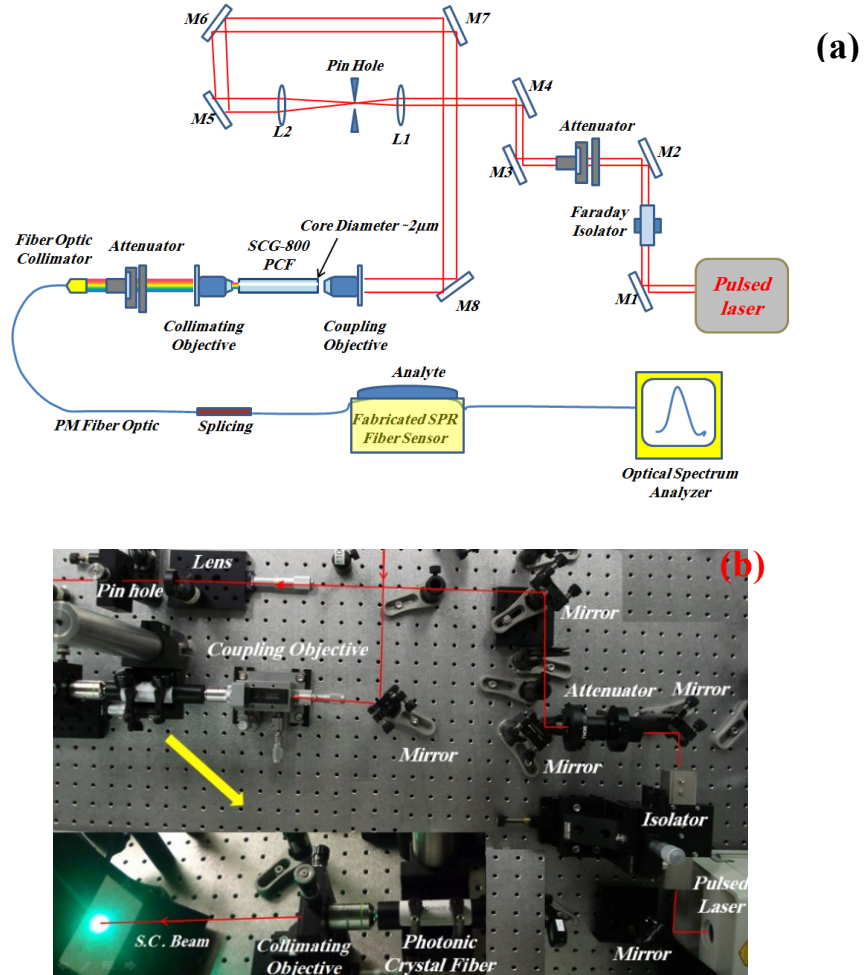 (a)
M6
M7
Pin Hole
M4
M5
L2
L1
Attenuator
M3
M2
Faraday
Isolator
Core Diameter ~2μm
SCG-800
PCF
Fiber Optic
Collimator
Attenuator
Collimating
Objective
Coupling
Objective
M8
M1
Pulsed
laser
Analyte
PM Fiber Optic
Splicing
Fabricated SPR
Fiber Sensor
Optical Spectrum
Analyzer
(b)
Lens
Pin hole
Mirror
Coupling Objective
Attenuator
Mirror
Mirror
Mirror
Isolator
Pulsed
Laser
S.C. Beam
Collimating
Objective
Photonic
Crystal Fiber
Mirror